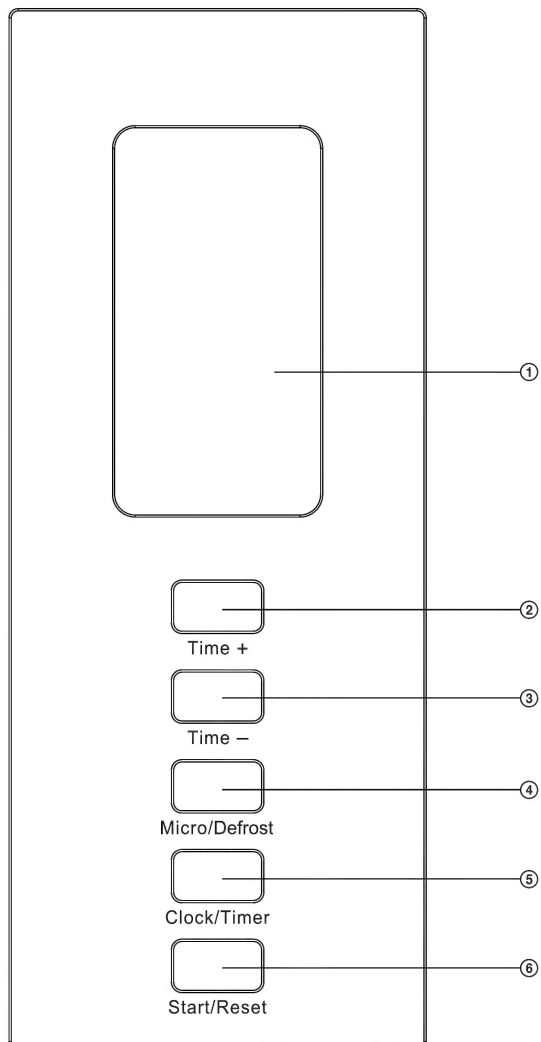 ①
②
Time +
③
Time –
④
Micro/Defrost
⑤
Clock/Timer
⑥
Start/Reset